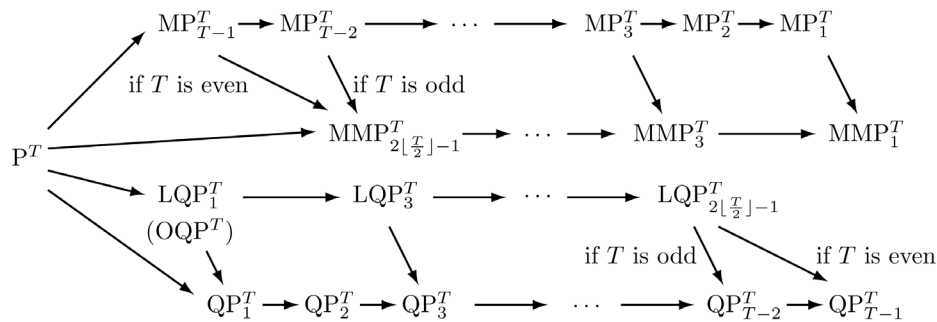 MP^T_{T−1} MP^T_{T−2} ··· MP^T_3 MP^T_2 MP^T_1
if T is even if T is odd
MMP^T_{2⌊T/2⌋−1} ··· MMP^T_3 MMP^T_1
P^T
LQP^T_1 LQP^T_3 ··· LQP^T_{2⌊T/2⌋−1}
(OQP^T)
if T is odd if T is even
QP^T_1 QP^T_2 QP^T_3 ··· QP^T_{T−2} QP^T_{T−1}